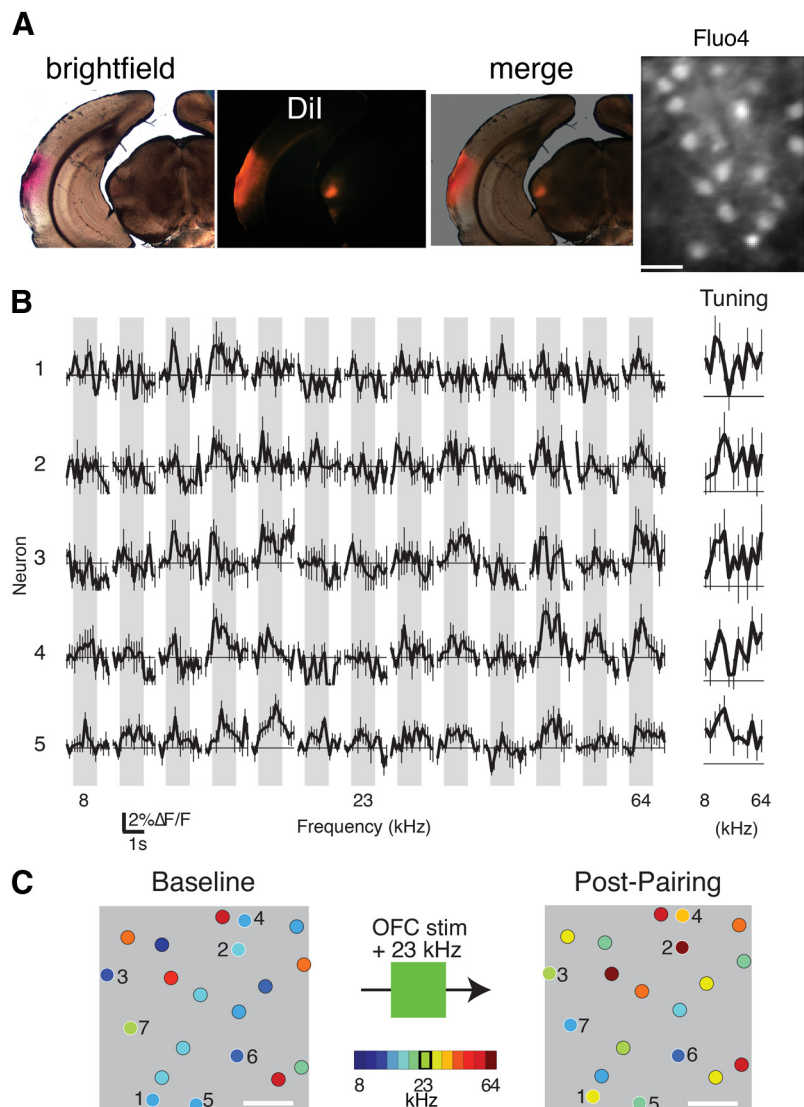 A
brightfield
DiI
merge
Fluo4
B
Tuning
Neuron
1
2
3
4
5
8
23
64
8
64
2%ΔF/F
1s
Frequency (kHz)
(kHz)
C
Baseline
Post-Pairing
OFC stim
+ 23 kHz
4
2
3
7
6
1
5
8
23
64
kHz
4
2
3
7
6
1
5